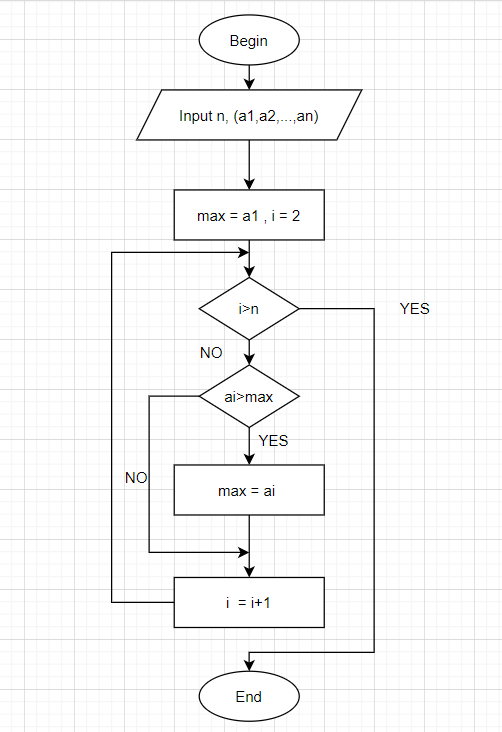 Begin
Input n, (a1,a2,...,an)
max = a1 , i = 2
i>n
YES
NO
ai>max
YES
NO
max = ai
i  = i+1
End